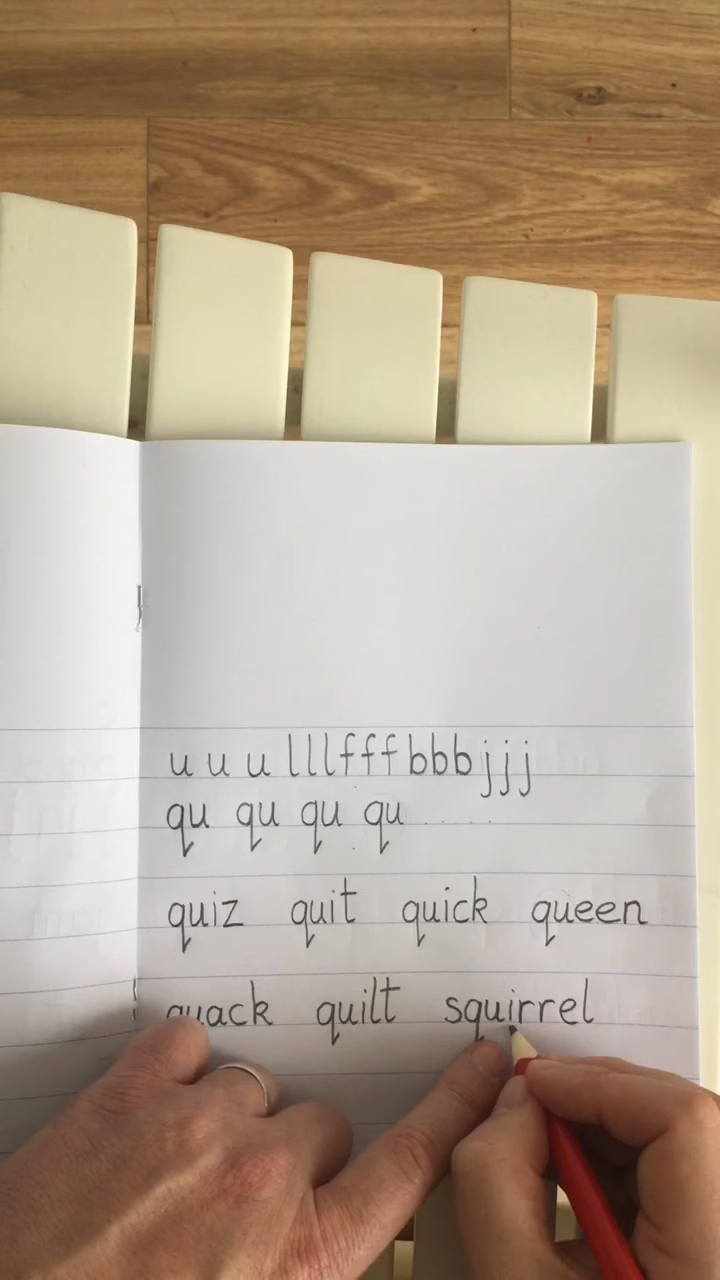 u u u l l l f f f b b b j j j
qu qu qu qu . . . . .
quiz quit quick queen
quack quilt squirrel